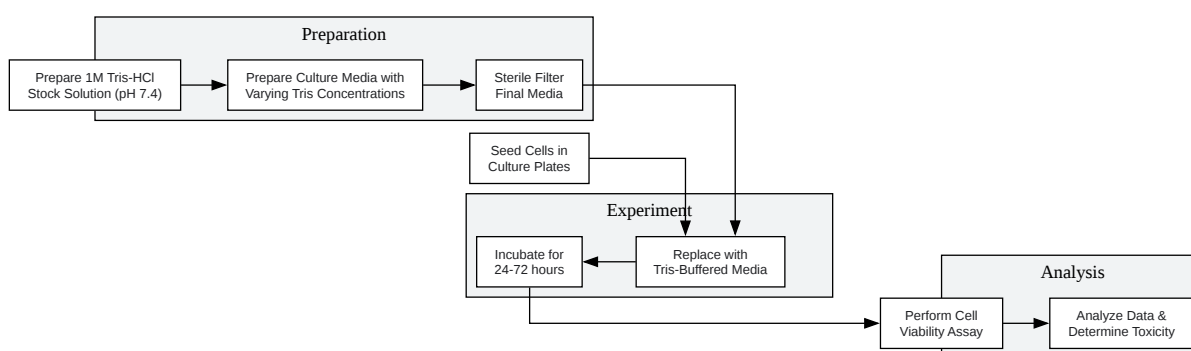 Preparation
Prepare 1M Tris-HCl
Stock Solution (pH 7.4)
Prepare Culture Media with
Varying Tris Concentrations
Sterile Filter
Final Media
Seed Cells in
Culture Plates
Experiment
Incubate for
24-72 hours
Replace with
Tris-Buffered Media
Analysis
Perform Cell
Viability Assay
Analyze Data &
Determine Toxicity